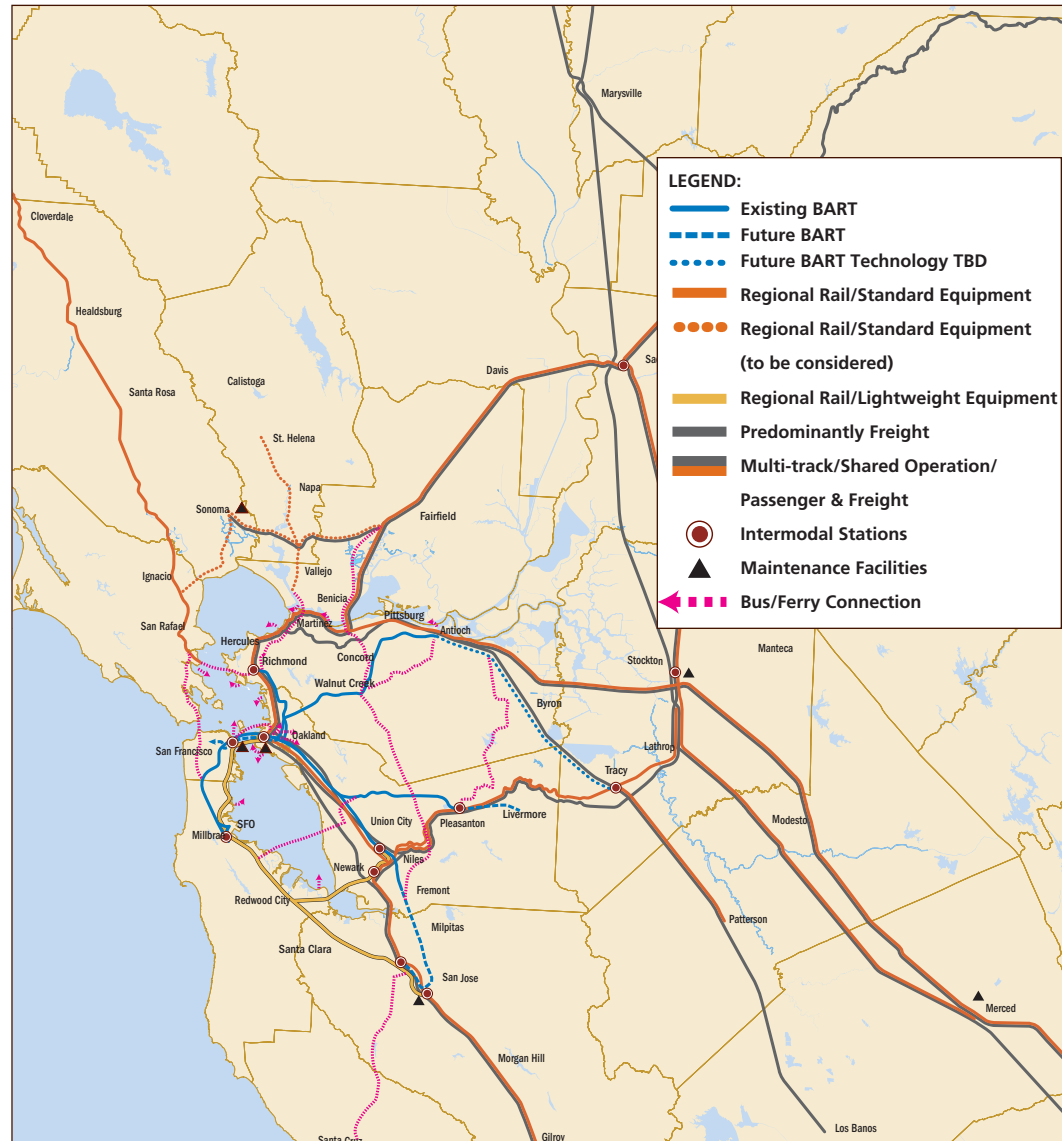 Marysville
LEGEND:
Existing BART
Future BART
Future BART Technology TBD
Regional Rail/Standard Equipment
Regional Rail/Standard Equipment
(to be considered)
Regional Rail/Lightweight Equipment
Predominantly Freight
Multi-track/Shared Operation/
Passenger & Freight
Intermodal Stations
Maintenance Facilities
Bus/Ferry Connection
Cloverdale
Healdsburg
Santa Rosa
Calistoga
Davis
Sac
St. Helena
Napa
Sonoma
Fairfield
Ignacio
Vallejo
Benicia
San Rafael
Martinez
Pittsburg
Antioch
Hercules
Concord
Richmond
Walnut Creek
Stockton
Manteca
Byron
Oakland
San Francisco
Lathrop
Tracy
SFO
Millbrae
Union City
Pleasanton
Livermore
Modesto
Newark
Niles
Redwood City
Fremont
Patterson
Milpitas
Santa Clara
San Jose
Merced
Morgan Hill
Los Banos
Santa Cruz
Gilroy